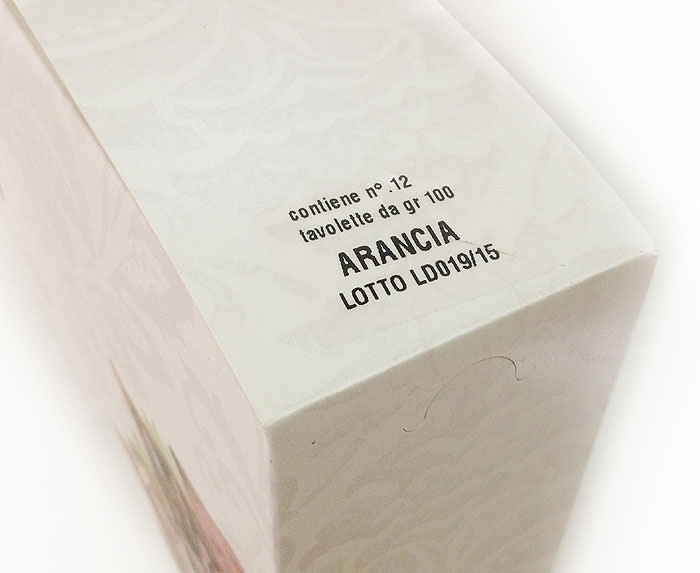 contiene n° .12
tavolette da gr 100
ARANCIA
LOTTO LD019/15